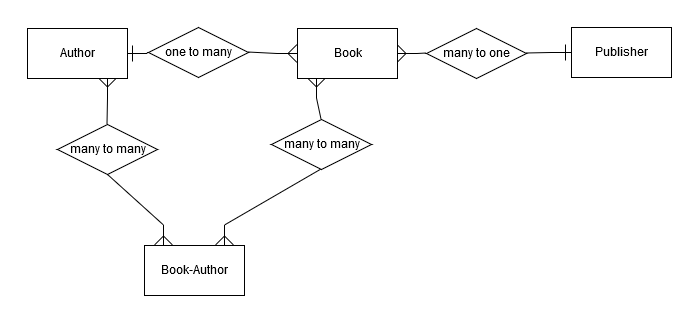 Author
one to many
Book
many to one
Publisher
many to many
many to many
Book-Author